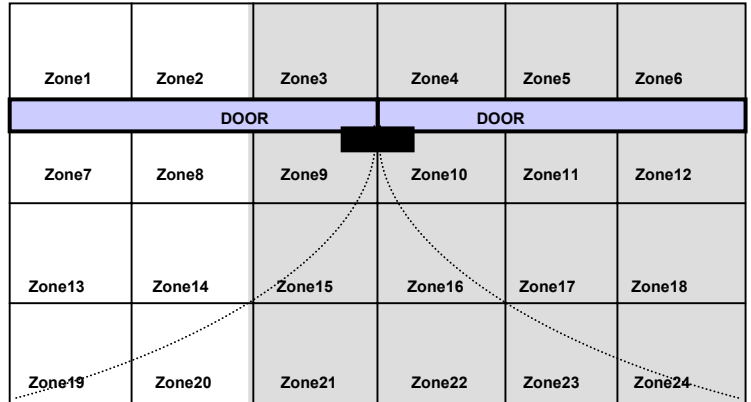 Zone1 Zone2 Zone3 Zone4 Zone5 Zone6
DOOR DOOR
Zone7 Zone8 Zone9 Zone10 Zone11 Zone12
Zone13 Zone14 Zone15 Zone16 Zone17 Zone18
Zone19 Zone20 Zone21 Zone22 Zone23 Zone24